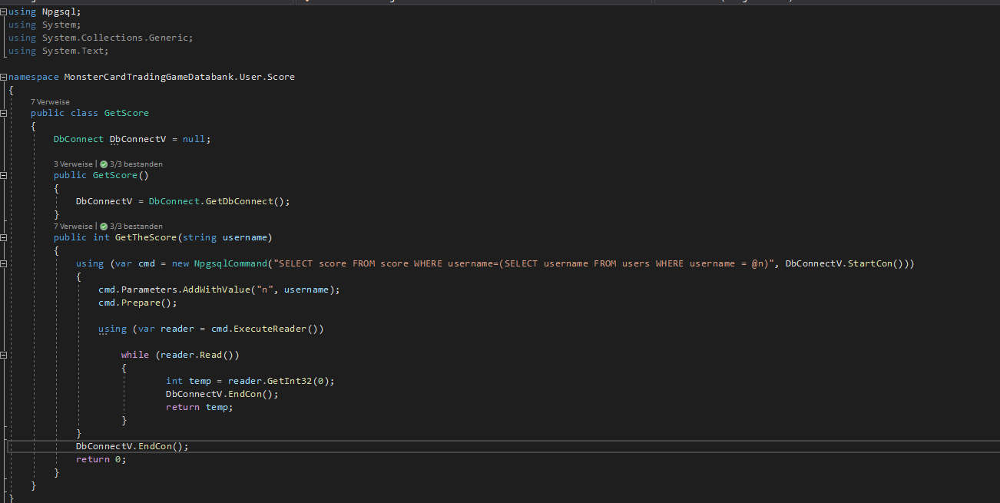 using Npgsql;
using System;
using System.Collections.Generic;
using System.Text;
namespace MonsterCardTradingGameDatabank.User.Score
{
7 Verweise
public class GetScore
{
DbConnect DbConnectV = null;
3 Verweise | 3/3 bestanden
public GetScore()
{
DbConnectV = DbConnect.GetDbConnect();
}
7 Verweise | 3/3 bestanden
public int GetTheScore(string username)
{
using (var cmd = new NpgsqlCommand("SELECT score FROM score WHERE username=(SELECT username FROM users WHERE username = @n)", DbConnectV.StartCon()))
{
cmd.Parameters.AddWithValue("n", username);
cmd.Prepare();
using (var reader = cmd.ExecuteReader())
while (reader.Read())
{
int temp = reader.GetInt32(0);
DbConnectV.EndCon();
return temp;
}
}
DbConnectV.EndCon();
return 0;
}
}
}